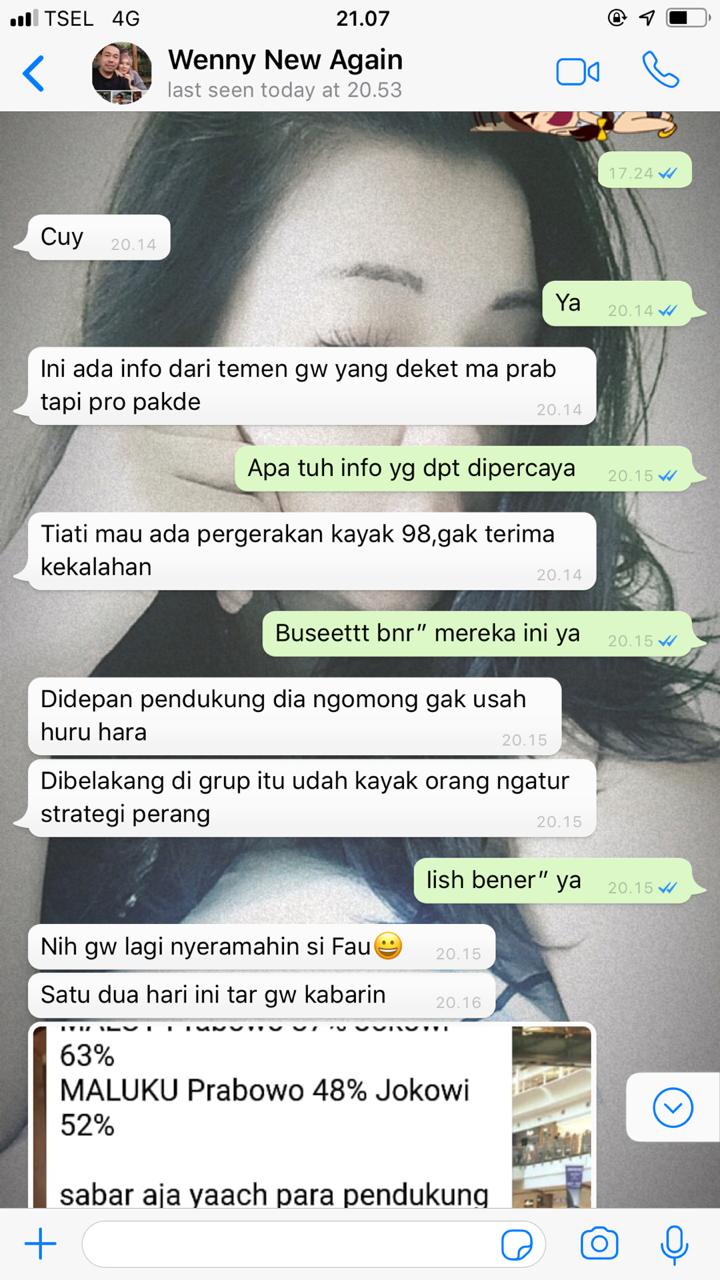 TSEL 4G 21.07
Wenny New Again
last seen today at 20.53
17.24
Cuy 20.14
Ya 20.14
Ini ada info dari temen gw yang deket ma prab
tapi pro pakde 20.14
Apa tuh info yg dpt dipercaya 20.15
Tiati mau ada pergerakan kayak 98,gak terima
kekalahan 20.14
Buseettt bnr” mereka ini ya 20.15
Didepan pendukung dia ngomong gak usah
huru hara 20.15
Dibelakang di grup itu udah kayak orang ngatur
strategi perang 20.15
Iish bener” ya 20.15
Nih gw lagi nyeramahin si Fau😀 20.15
Satu dua hari ini tar gw kabarin 20.16
63%
MALUKU Prabowo 48% Jokowi
52%
sabar aja yaach para pendukung